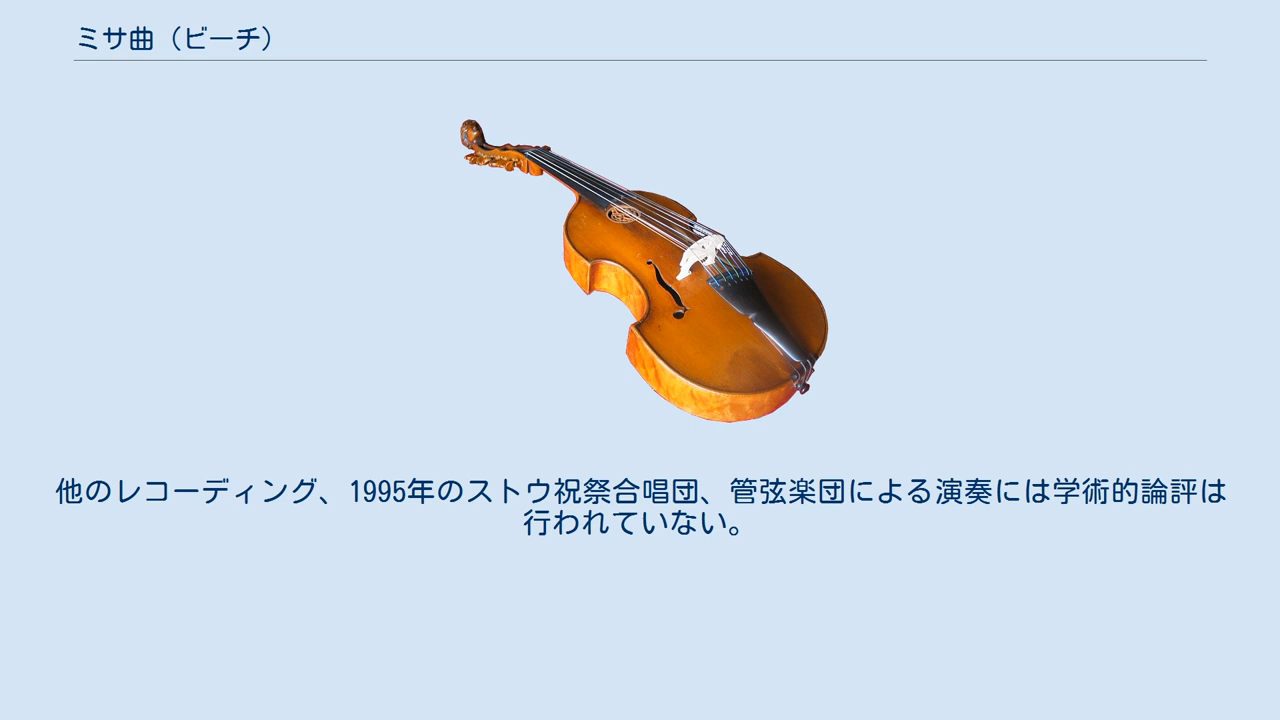 ミサ曲（ビーチ）
他のレコーディング、1995年のストウ祝祭合唱団、管弦楽団による演奏には学術的論評は
行われていない。